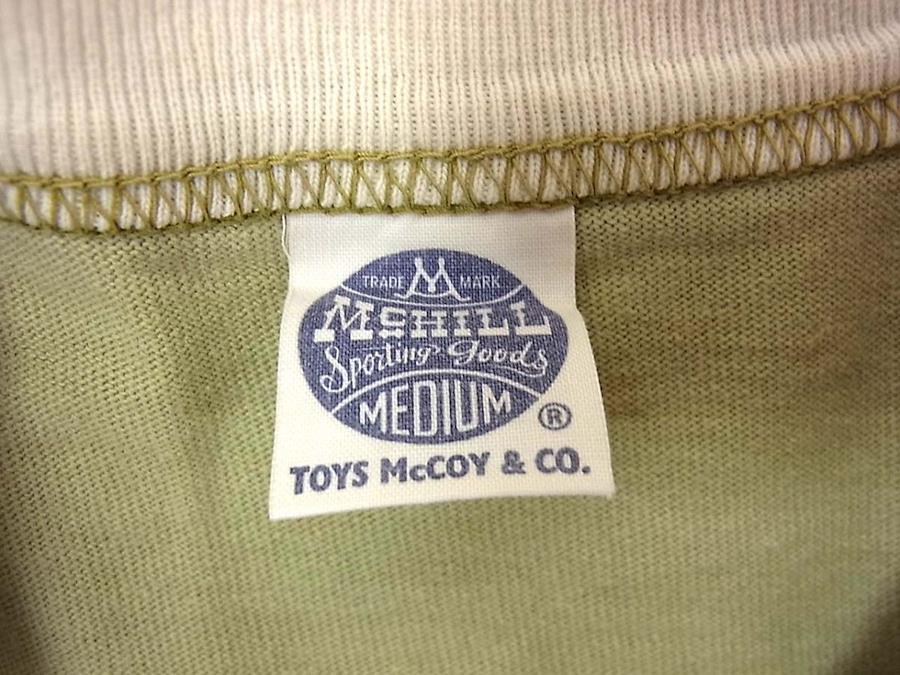 TRADE M MARK
McHILL
Sporting Goods
MEDIUM ®
TOYS McCOY & CO.